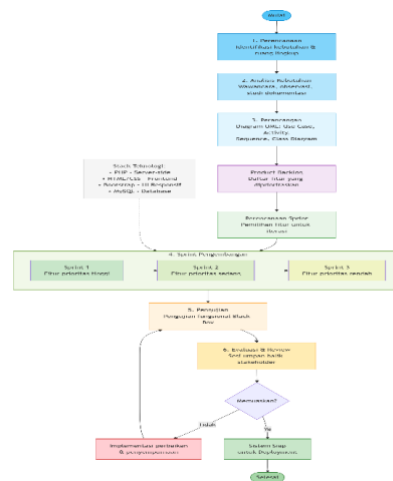 Mulai
1. Perencanaan
Identifikasi kebutuhan &
ruang lingkup
2. Analisis Kebutuhan
Wawancara, Observasi,
studi dokumentasi
3. Perancangan
Diagram UML: Use Case,
Activity,
Sequence, Class Diagram
Stack Teknologi:
• PHP - Server-side
• HTML/CSS - Frontend
• Bootstrap - UI Responsif
• MySQL - Database
Product Backlog
Daftar fitur yang
diprioritaskan
Perencanaan Sprint
Pemilihan fitur untuk
iterasi
4. Sprint Pengembangan
Sprint 1
Fitur prioritas tinggi
Sprint 2
Fitur prioritas sedang
Sprint 3
Fitur prioritas rendah
5. Pengujian
Pengujian fungsional Black
Box
6. Evaluasi & Review
Sesi umpan balik
stakeholder
Memuaskan?
Tidak
Ya
Implementasi perbaikan
& penyempurnaan
Sistem Siap
untuk Deployment
Selesai